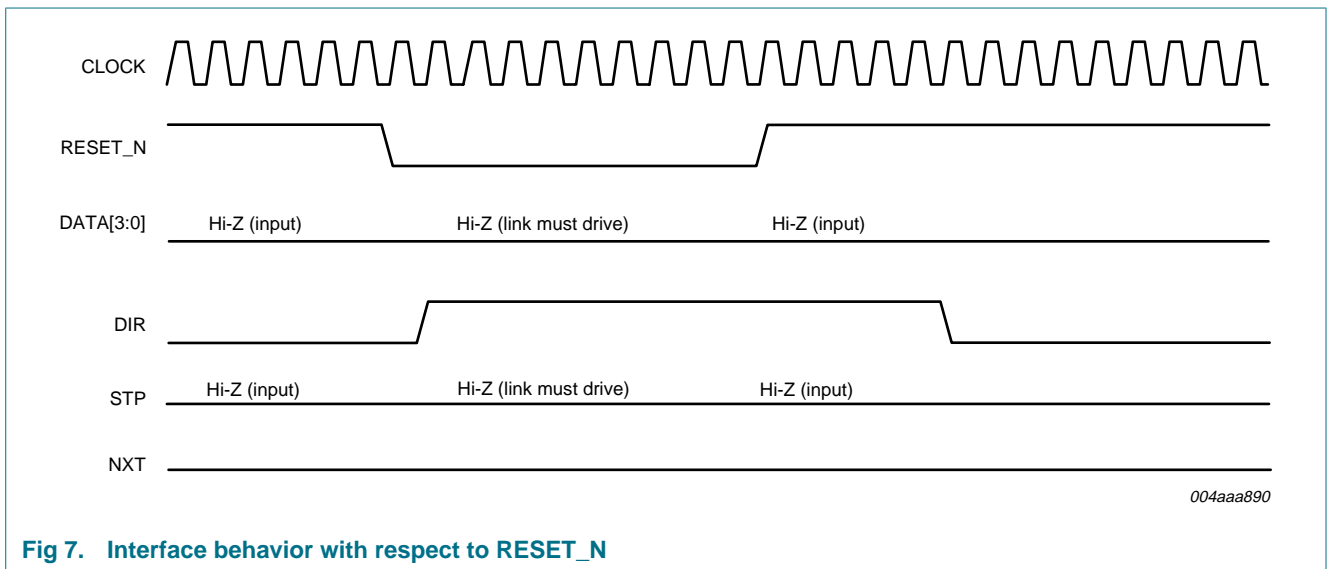 CLOCK
RESET_N
DATA[3:0] Hi-Z (input) Hi-Z (link must drive) Hi-Z (input)
DIR
STP Hi-Z (input) Hi-Z (link must drive) Hi-Z (input)
NXT
004aaa890
Fig 7. Interface behavior with respect to RESET_N